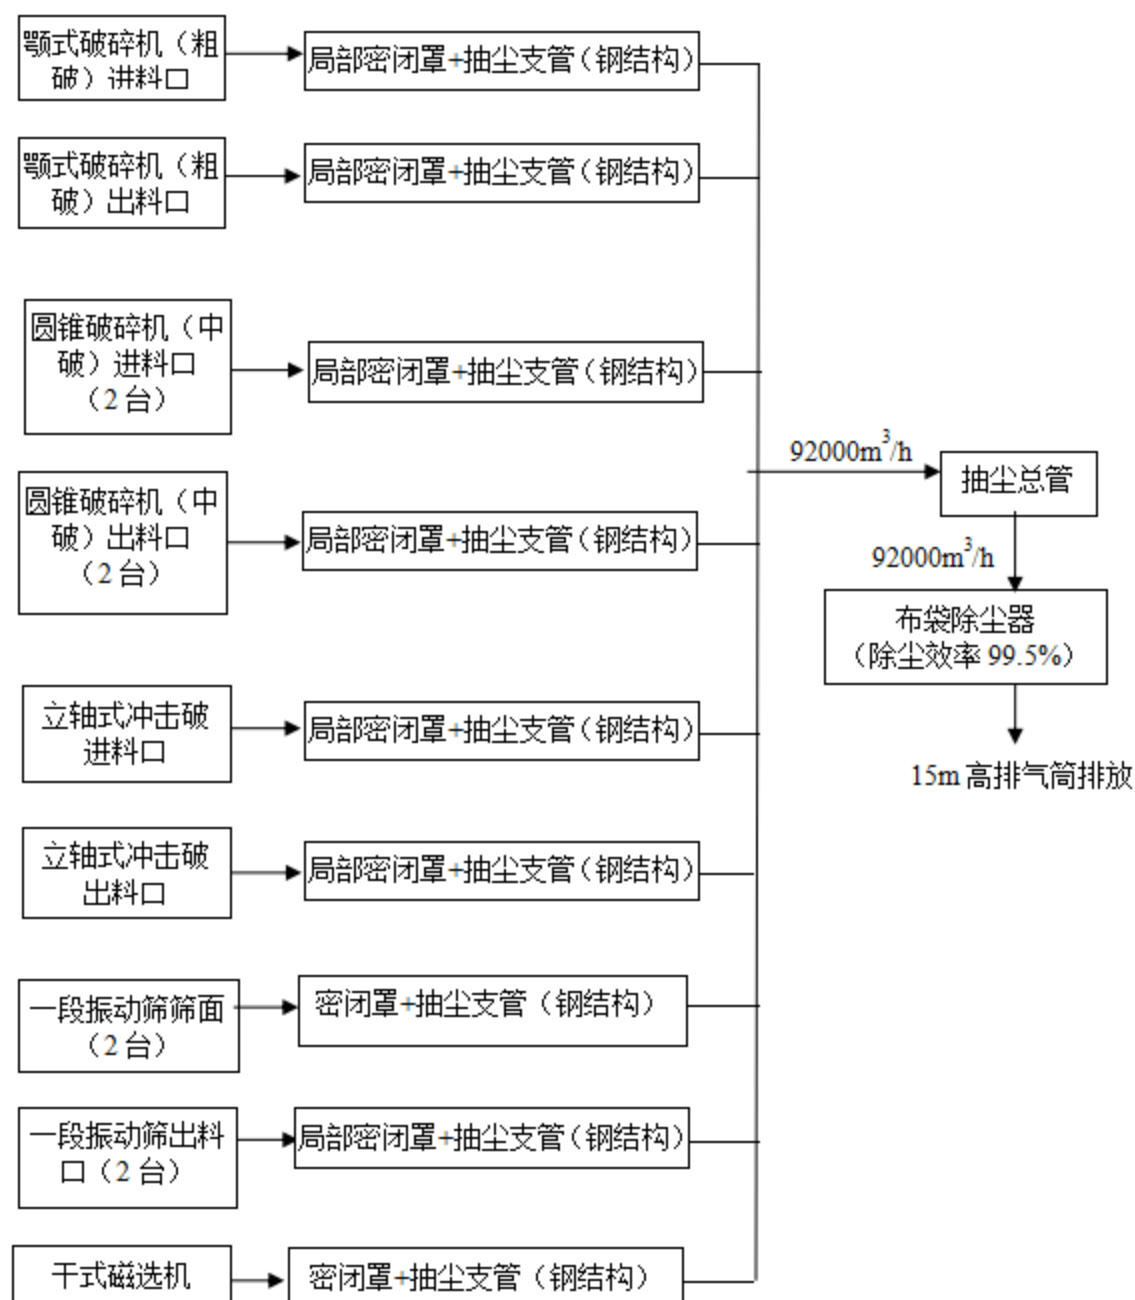 颚式破碎机（粗
破）进料口
局部密闭罩+抽尘支管（钢结构）
颚式破碎机（粗
破）出料口
局部密闭罩+抽尘支管（钢结构）
圆锥破碎机（中
破）进料口
（2 台）
局部密闭罩+抽尘支管（钢结构）
圆锥破碎机（中
破）出料口
（2 台）
局部密闭罩+抽尘支管（钢结构）
立轴式冲击破
进料口
局部密闭罩+抽尘支管（钢结构）
立轴式冲击破
出料口
局部密闭罩+抽尘支管（钢结构）
一段振动筛筛面
（2 台）
密闭罩+抽尘支管（钢结构）
一段振动筛出料
口（2 台）
局部密闭罩+抽尘支管（钢结构）
干式磁选机
密闭罩+抽尘支管（钢结构）
92000m³/h
抽尘总管
92000m³/h
布袋除尘器
（除尘效率 99.5%）
15m 高排气筒排放